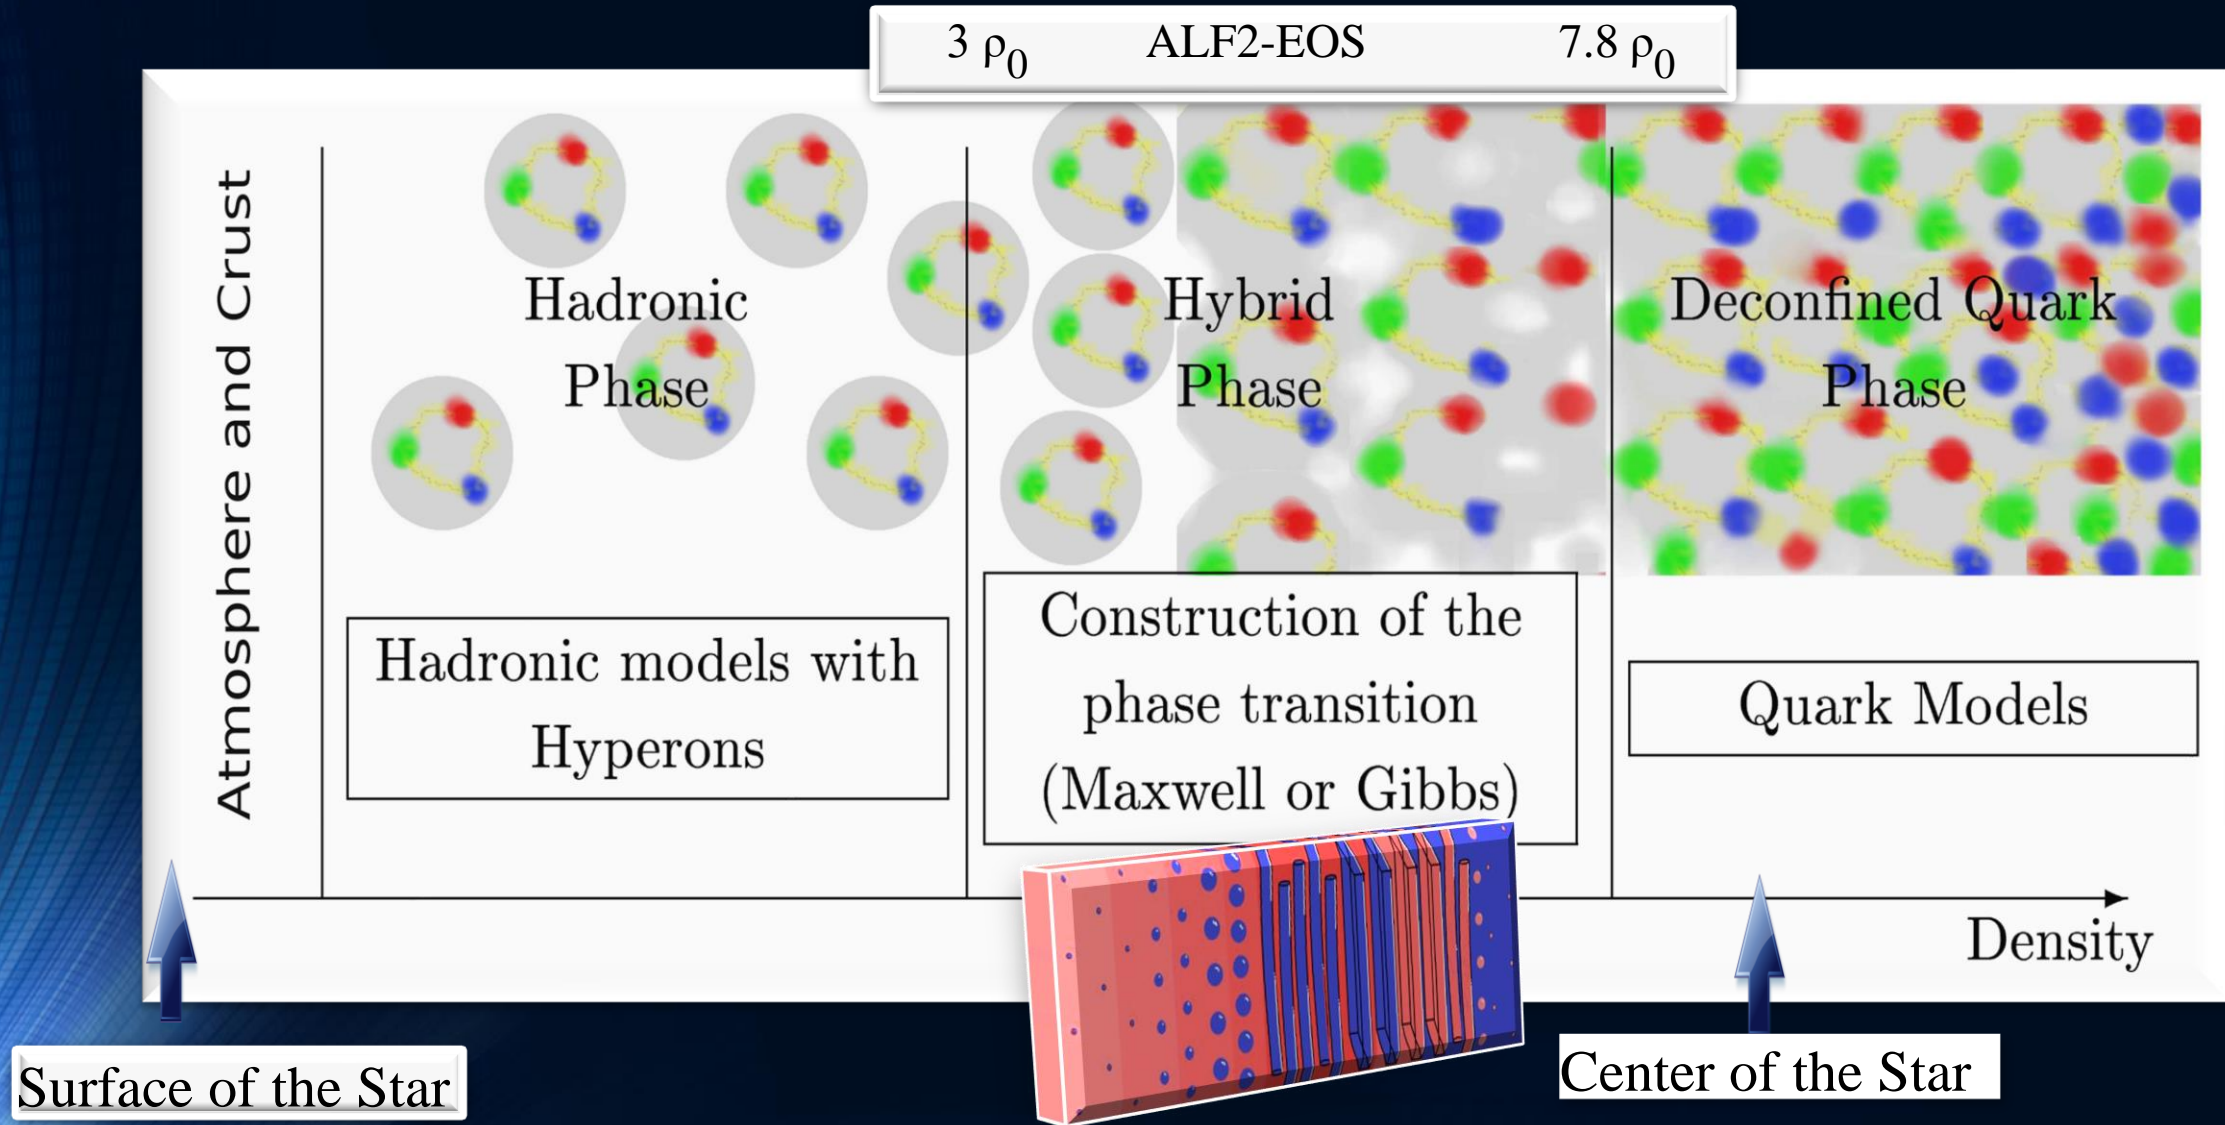 3 ρ0 ALF2-EOS 7.8 ρ0
Atmosphere and Crust
Hadronic
Phase
Hybrid
Phase
Deconfined Quark
Phase
Hadronic models with
Hyperons
Construction of the
phase transition
(Maxwell or Gibbs)
Quark Models
Density
Surface of the Star
Center of the Star